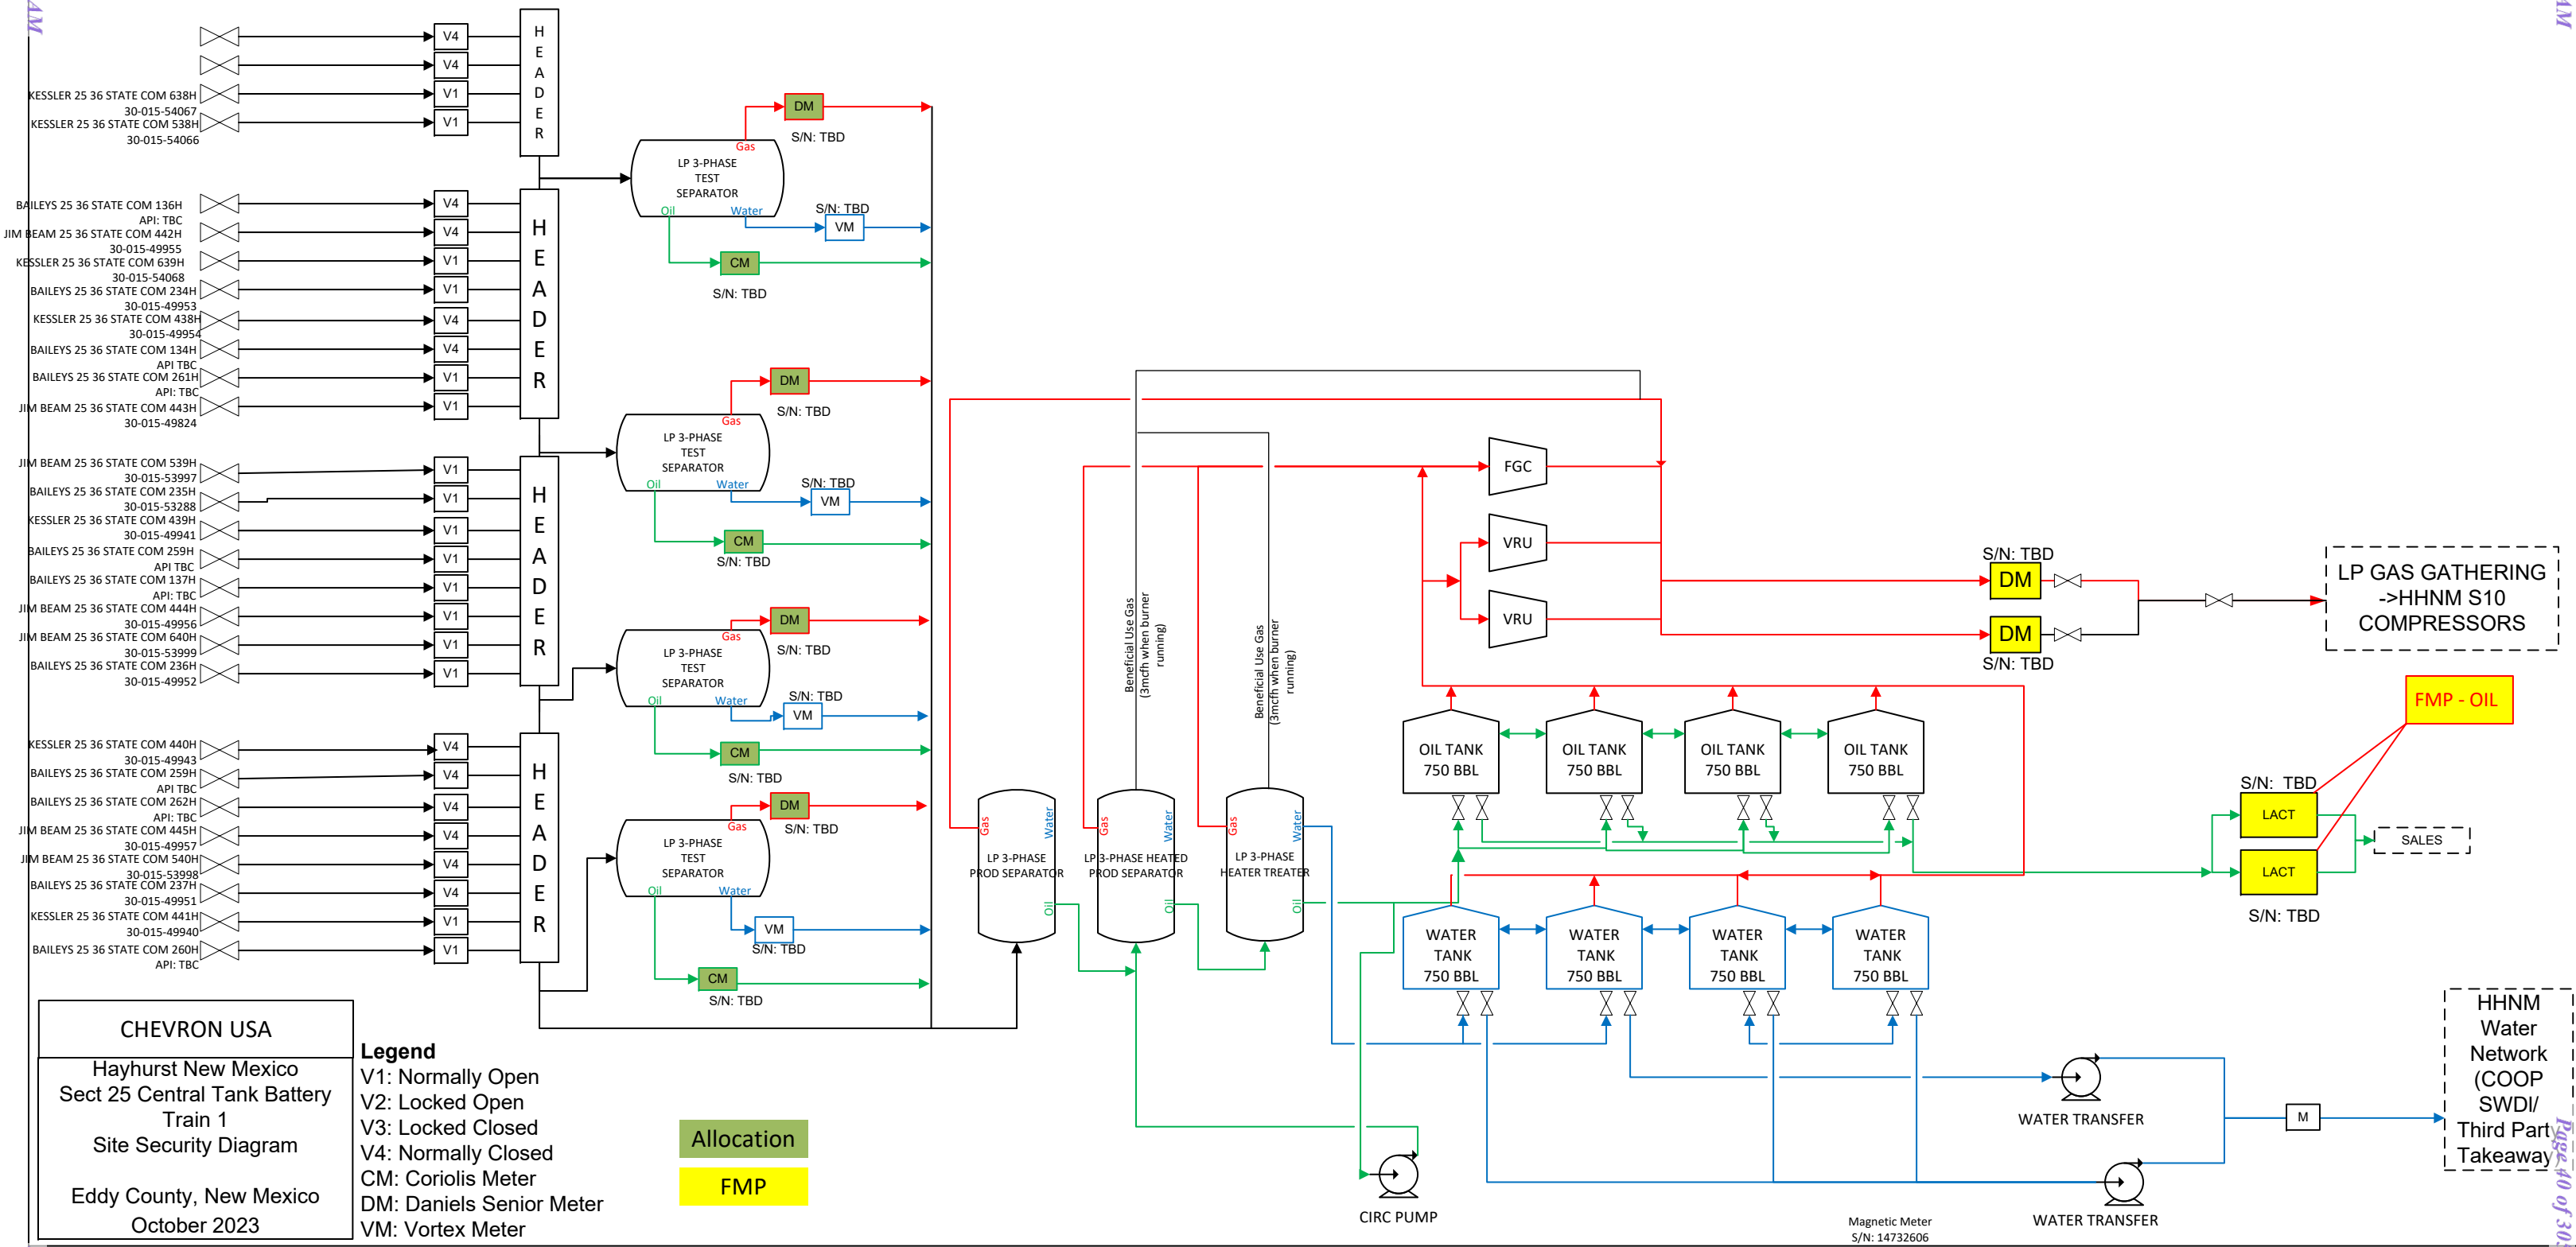 AM
AM
V4
V4
KESSLER 25 36 STATE COM 638H
30-015-54067
V1
KESSLER 25 36 STATE COM 538H
30-015-54066
V1
HEADER
BAILEYS 25 36 STATE COM 136H
API: TBC
V4
JIM BEAM 25 36 STATE COM 442H
30-015-49955
V4
KESSLER 25 36 STATE COM 639H
30-015-54068
V1
BAILEYS 25 36 STATE COM 234H
30-015-49953
V1
KESSLER 25 36 STATE COM 438H
30-015-49954
V4
BAILEYS 25 36 STATE COM 134H
API TBC
V4
BAILEYS 25 36 STATE COM 261H
API: TBC
V1
JIM BEAM 25 36 STATE COM 443H
30-015-49824
V1
HEADER
JIM BEAM 25 36 STATE COM 539H
30-015-53997
V1
BAILEYS 25 36 STATE COM 235H
30-015-53288
V1
KESSLER 25 36 STATE COM 439H
30-015-49941
V1
BAILEYS 25 36 STATE COM 259H
API TBC
V1
BAILEYS 25 36 STATE COM 137H
API: TBC
V1
JIM BEAM 25 36 STATE COM 444H
30-015-49956
V1
JIM BEAM 25 36 STATE COM 640H
30-015-53999
V1
BAILEYS 25 36 STATE COM 236H
30-015-49952
V1
HEADER
KESSLER 25 36 STATE COM 440H
30-015-49943
V4
BAILEYS 25 36 STATE COM 259H
API TBC
V4
BAILEYS 25 36 STATE COM 262H
API: TBC
V4
JIM BEAM 25 36 STATE COM 445H
30-015-49957
V4
JIM BEAM 25 36 STATE COM 540H
30-015-53998
V4
BAILEYS 25 36 STATE COM 237H
30-015-49951
V4
KESSLER 25 36 STATE COM 441H
30-015-49940
V1
BAILEYS 25 36 STATE COM 260H
API: TBC
V1
HEADER
DM
S/N: TBD
Gas
LP 3-PHASE
TEST
SEPARATOR
Oil
Water
S/N: TBD
VM
CM
S/N: TBD
DM
S/N: TBD
Gas
LP 3-PHASE
TEST
SEPARATOR
Oil
Water
S/N: TBD
VM
CM
S/N: TBD
DM
S/N: TBD
Gas
LP 3-PHASE
TEST
SEPARATOR
Oil
Water
S/N: TBD
VM
CM
S/N: TBD
DM
S/N: TBD
Gas
LP 3-PHASE
TEST
SEPARATOR
Oil
Water
VM
S/N: TBD
CM
S/N: TBD
Gas
Water
LP 3-PHASE
PROD SEPARATOR
Oil
Gas
Water
LP 3-PHASE HEATED
PROD SEPARATOR
Oil
Gas
Water
LP 3-PHASE
HEATER TREATER
Oil
Beneficial Use Gas
(3mcfh when burner
running)
Beneficial Use Gas
(3mcfh when burner
running)
FGC
VRU
VRU
S/N: TBD
DM
DM
S/N: TBD
LP GAS GATHERING
->HHNM S10
COMPRESSORS
OIL TANK
750 BBL
OIL TANK
750 BBL
OIL TANK
750 BBL
OIL TANK
750 BBL
FMP - OIL
S/N: TBD
LACT
LACT
S/N: TBD
SALES
WATER
TANK
750 BBL
WATER
TANK
750 BBL
WATER
TANK
750 BBL
WATER
TANK
750 BBL
WATER TRANSFER
WATER TRANSFER
M
HHNM
Water
Network
(COOP
SWDI/
Third Party
Takeaway
CIRC PUMP
Magnetic Meter
S/N: 14732606
CHEVRON USA
Hayhurst New Mexico
Sect 25 Central Tank Battery
Train 1
Site Security Diagram
Eddy County, New Mexico
October 2023
Legend
V1: Normally Open
V2: Locked Open
V3: Locked Closed
V4: Normally Closed
CM: Coriolis Meter
DM: Daniels Senior Meter
VM: Vortex Meter
Allocation
FMP
Page 40 of